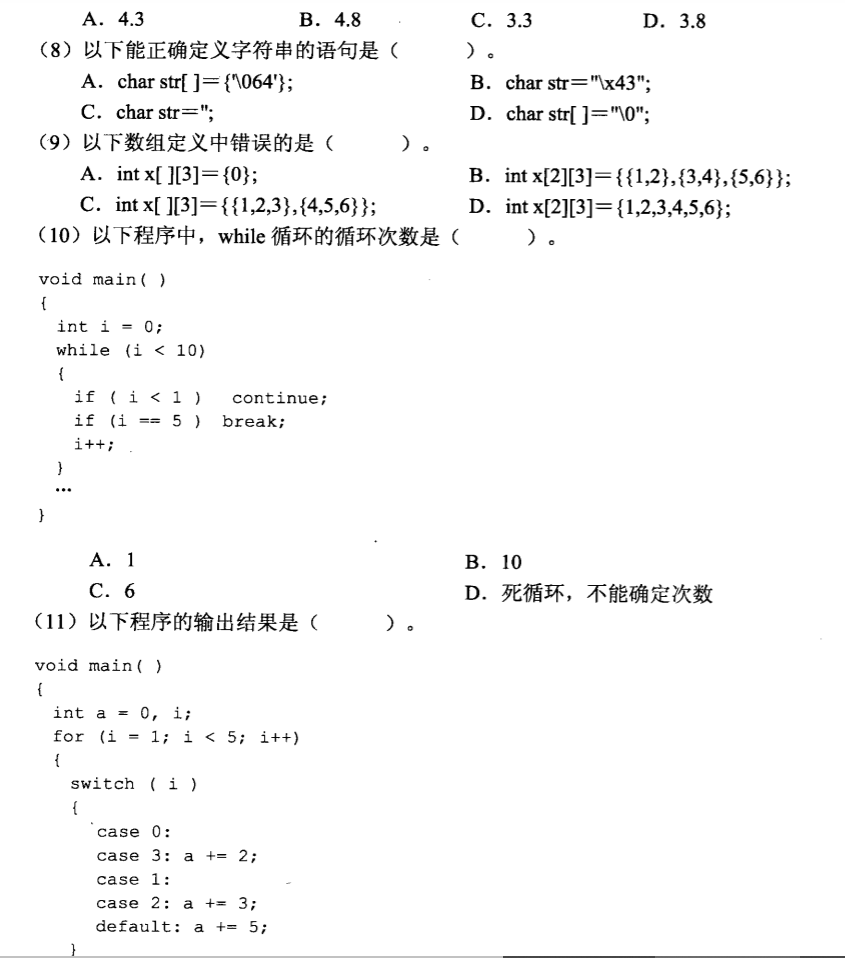 A．4.3 B．4.8 C．3.3 D．3.8
（8）以下能正确定义字符串的语句是（ ）。
A．char str[ ]={'\064'}; B．char str="\x43";
C．char str="; D．char str[ ]="\0";
（9）以下数组定义中错误的是（ ）。
A．int x[ ][3]={0}; B．int x[2][3]={{1,2},{3,4},{5,6}};
C．int x[ ][3]={{1,2,3},{4,5,6}}; D．int x[2][3]={1,2,3,4,5,6};
（10）以下程序中，while 循环的循环次数是（ ）。
void main( )
{
int i = 0;
while (i < 10)
{
if ( i < 1 ) continue;
if (i == 5 ) break;
i++;
}
…
}
A．1 B．10
C．6 D．死循环，不能确定次数
（11）以下程序的输出结果是（ ）。
void main( )
{
int a = 0, i;
for (i = 1; i < 5; i++)
{
switch ( i )
{
case 0:
case 3: a += 2;
case 1:
case 2: a += 3;
default: a += 5;
}